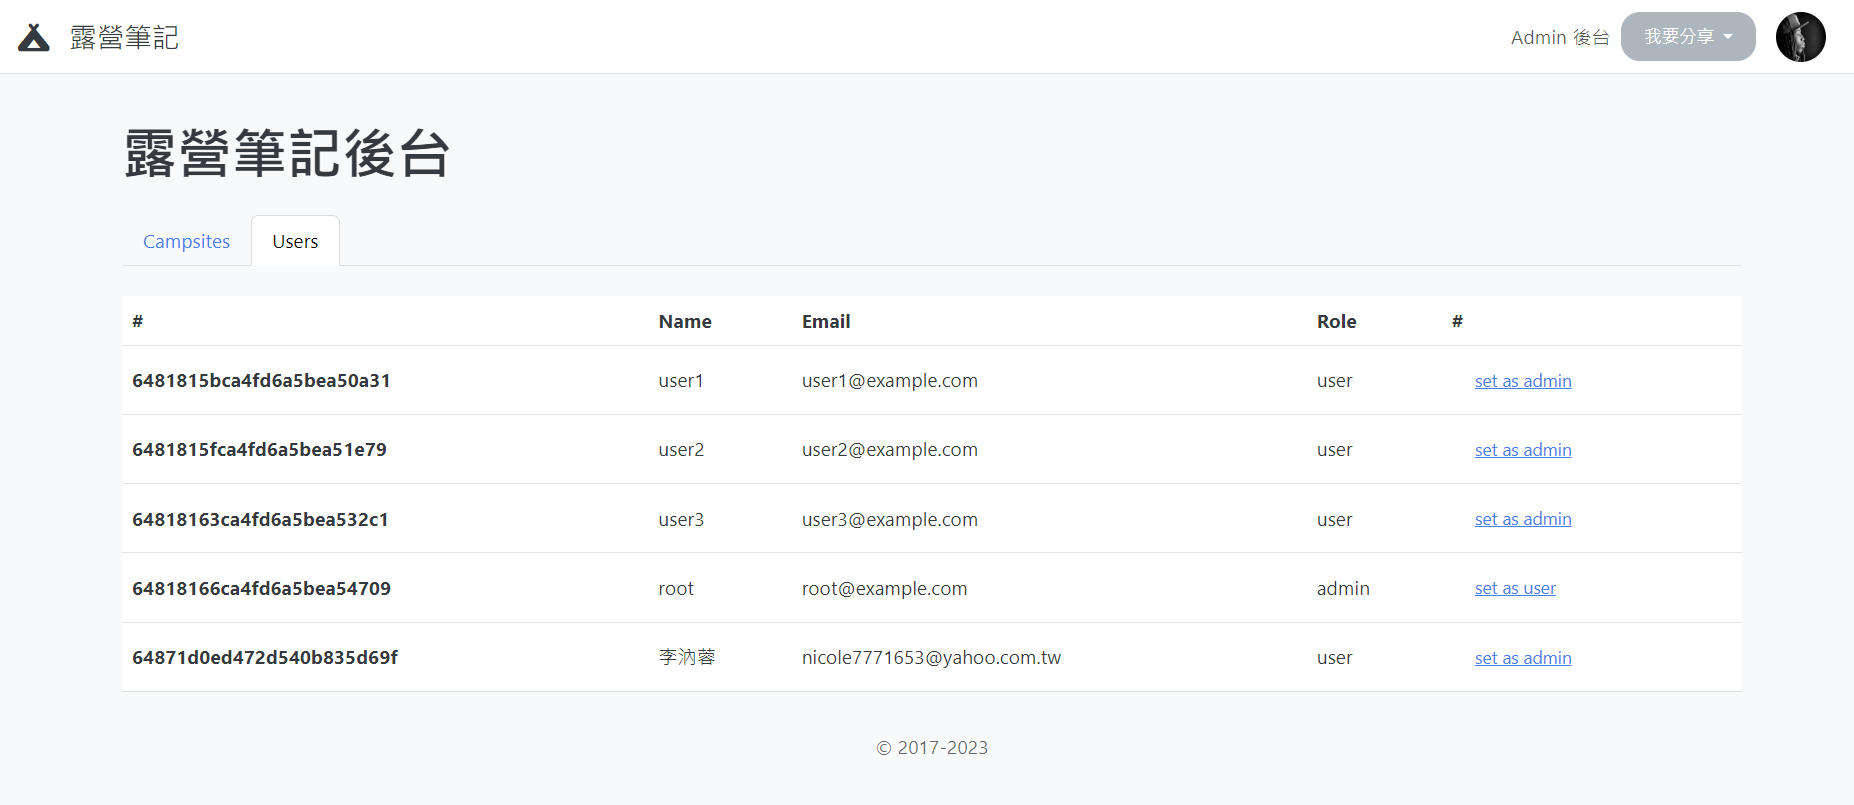 露營筆記
Admin 後台 我要分享
露營筆記後台
Campsites Users
# Name Email Role #
6481815bca4fd6a5bea50a31 user1 user1@example.com user set as admin
6481815fca4fd6a5bea51e79 user2 user2@example.com user set as admin
64818163ca4fd6a5bea532c1 user3 user3@example.com user set as admin
64818166ca4fd6a5bea54709 root root@example.com admin set as user
64871d0ed472d540b835d69f 李汭蓉 nicole7771653@yahoo.com.tw user set as admin
© 2017-2023